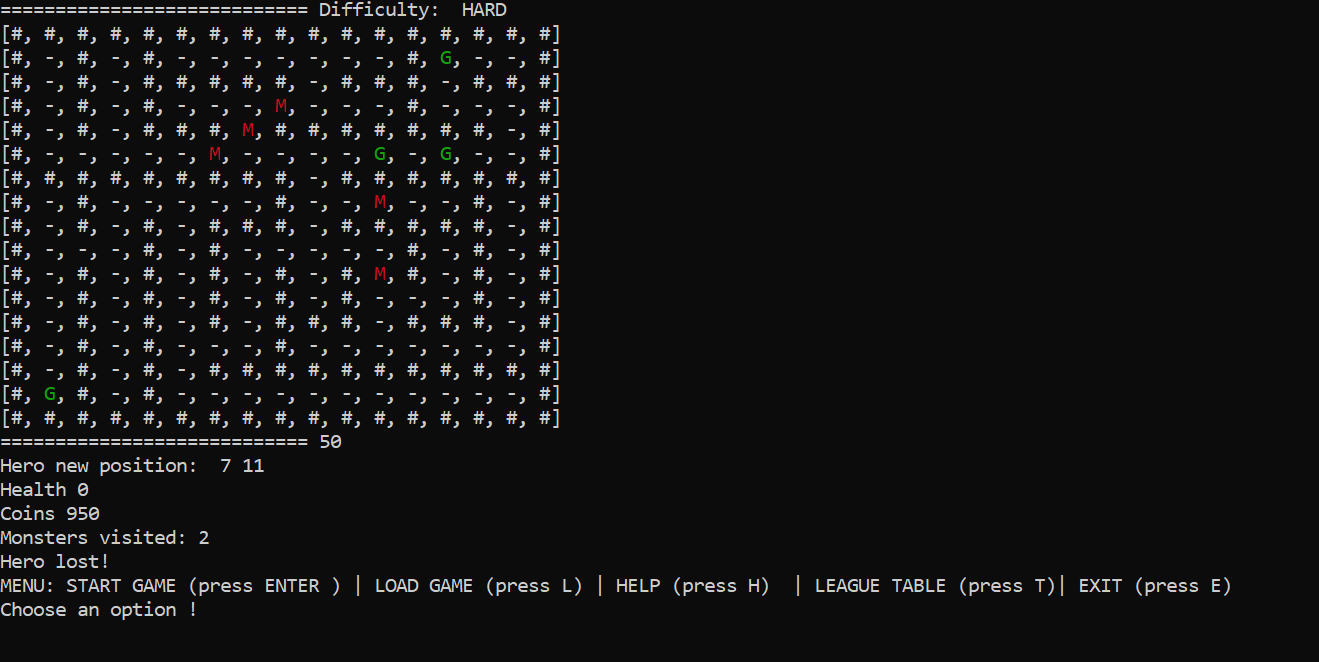 ============================ Difficulty:  HARD
[#, #, #, #, #, #, #, #, #, #, #, #, #, #, #, #, #]
[#, -, #, -, #, -, -, -, -, -, -, -, #, G, -, -, #]
[#, -, #, -, #, #, #, #, #, -, #, #, #, -, #, #, #]
[#, -, #, -, #, -, -, -, M, -, -, -, #, -, -, -, #]
[#, -, #, -, #, #, #, M, #, #, #, #, #, #, #, -, #]
[#, -, -, -, -, -, M, -, -, -, -, G, -, G, -, -, #]
[#, #, #, #, #, #, #, #, #, -, #, #, #, #, #, #, #]
[#, -, #, -, -, -, -, -, #, -, -, M, -, -, #, -, #]
[#, -, #, -, #, -, #, #, #, -, #, #, #, #, #, -, #]
[#, -, -, -, #, -, #, -, -, -, -, -, #, -, #, -, #]
[#, -, #, -, #, -, #, -, #, -, #, M, #, -, #, -, #]
[#, -, #, -, #, -, #, -, #, -, #, -, -, -, #, -, #]
[#, -, #, -, #, -, #, -, #, #, #, -, #, #, #, -, #]
[#, -, #, -, #, -, -, -, #, -, -, -, -, -, -, -, #]
[#, -, #, -, #, -, #, #, #, #, #, #, #, #, #, #, #]
[#, G, #, -, #, -, -, -, -, -, -, -, -, -, -, -, #]
[#, #, #, #, #, #, #, #, #, #, #, #, #, #, #, #, #]
============================ 50
Hero new position:  7 11
Health 0
Coins 950
Monsters visited: 2
Hero lost!
MENU: START GAME (press ENTER ) | LOAD GAME (press L) | HELP (press H)  | LEAGUE TABLE (press T)| EXIT (press E)
Choose an option !